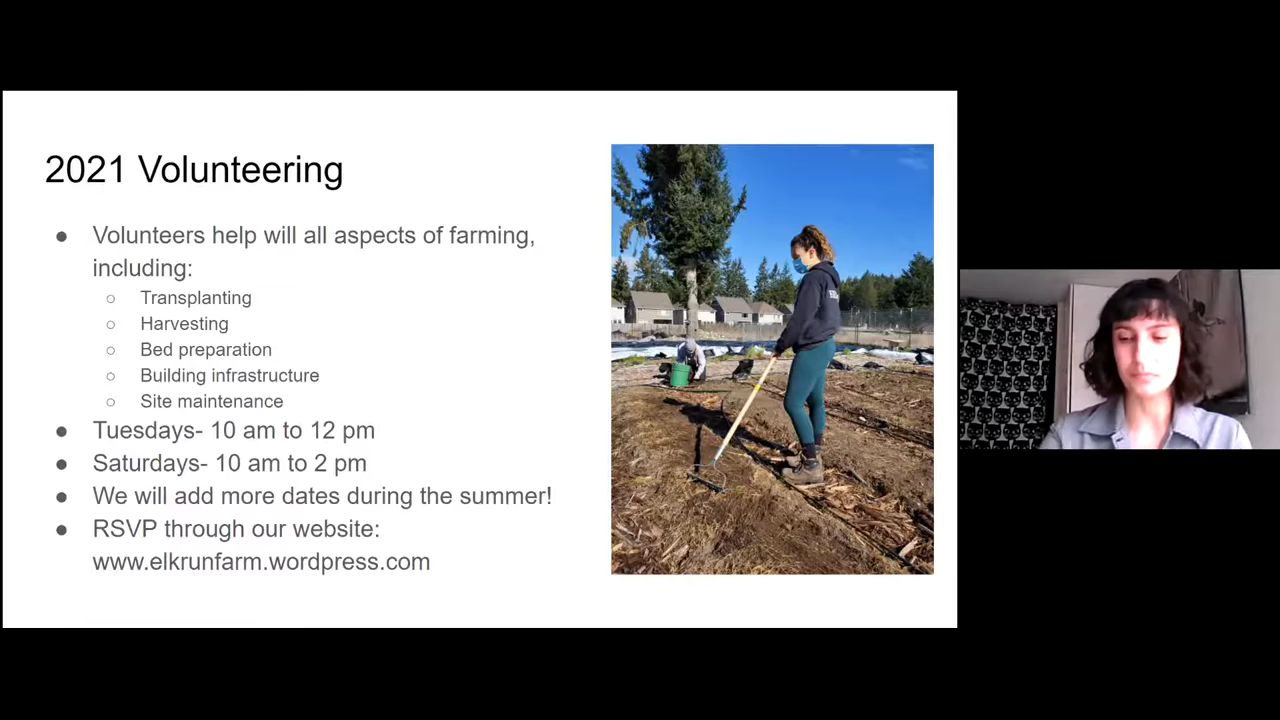 2021 Volunteering
● Volunteers help will all aspects of farming,
including:
○ Transplanting
○ Harvesting
○ Bed preparation
○ Building infrastructure
○ Site maintenance
● Tuesdays- 10 am to 12 pm
● Saturdays- 10 am to 2 pm
● We will add more dates during the summer!
● RSVP through our website:
www.elkrunfarm.wordpress.com